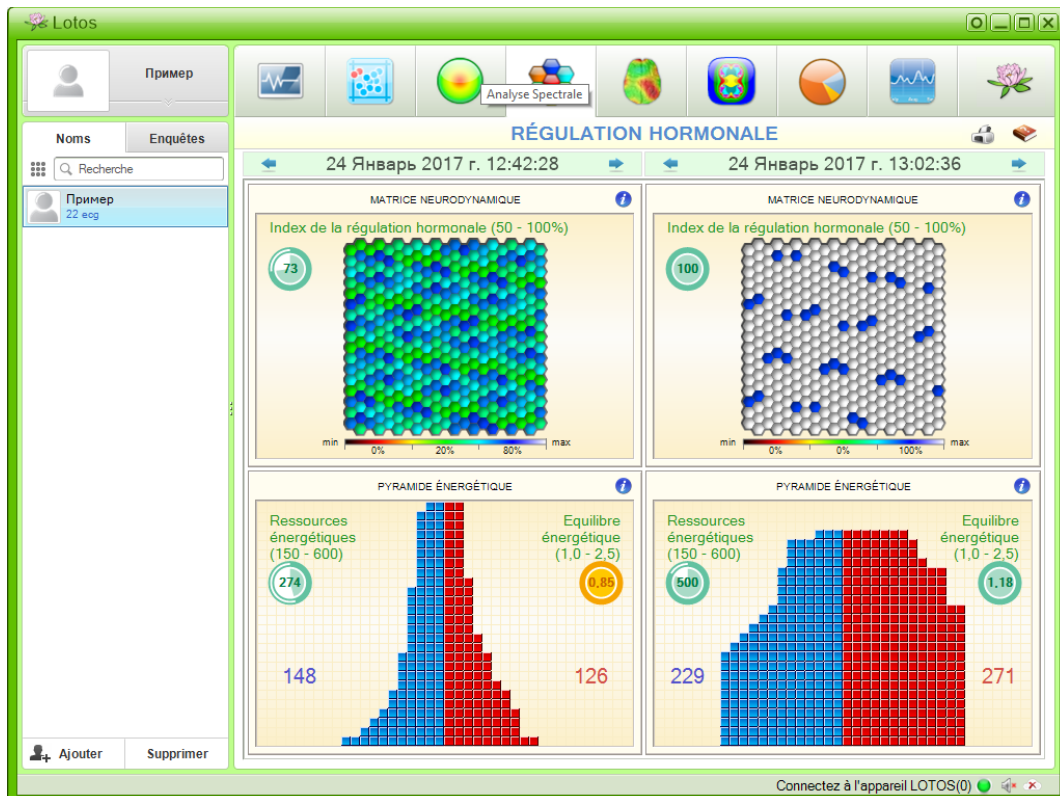 Lotos
Пример
Analyse Spectrale
Noms
Enquêtes
Recherche
Пример
22 ecg
RÉGULATION HORMONALE
24 Январь 2017 г. 12:42:28
24 Январь 2017 г. 13:02:36
MATRICE NEURODYNAMIQUE
Index de la régulation hormonale (50 - 100%)
73
min
0%
20%
80%
max
MATRICE NEURODYNAMIQUE
Index de la régulation hormonale (50 - 100%)
100
min
0%
0%
100%
max
PYRAMIDE ÉNERGÉTIQUE
Ressources
énergétiques
(150 - 600)
274
Equilibre
énergétique
(1,0 - 2,5)
0,85
148
126
PYRAMIDE ÉNERGÉTIQUE
Ressources
énergétiques
(150 - 600)
500
Equilibre
énergétique
(1,0 - 2,5)
1,18
229
271
Ajouter
Supprimer
Connectez à l'appareil LOTOS(0)